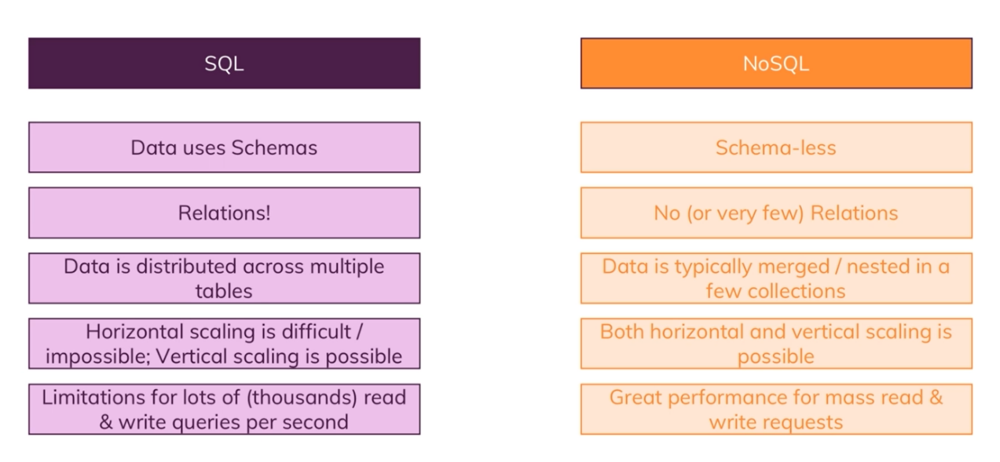 SQL
NoSQL
Data uses Schemas
Schema-less
Relations!
No (or very few) Relations
Data is distributed across multiple
tables
Data is typically merged / nested in a
few collections
Horizontal scaling is difficult /
impossible; Vertical scaling is possible
Both horizontal and vertical scaling is
possible
Limitations for lots of (thousands) read
& write queries per second
Great performance for mass read &
write requests